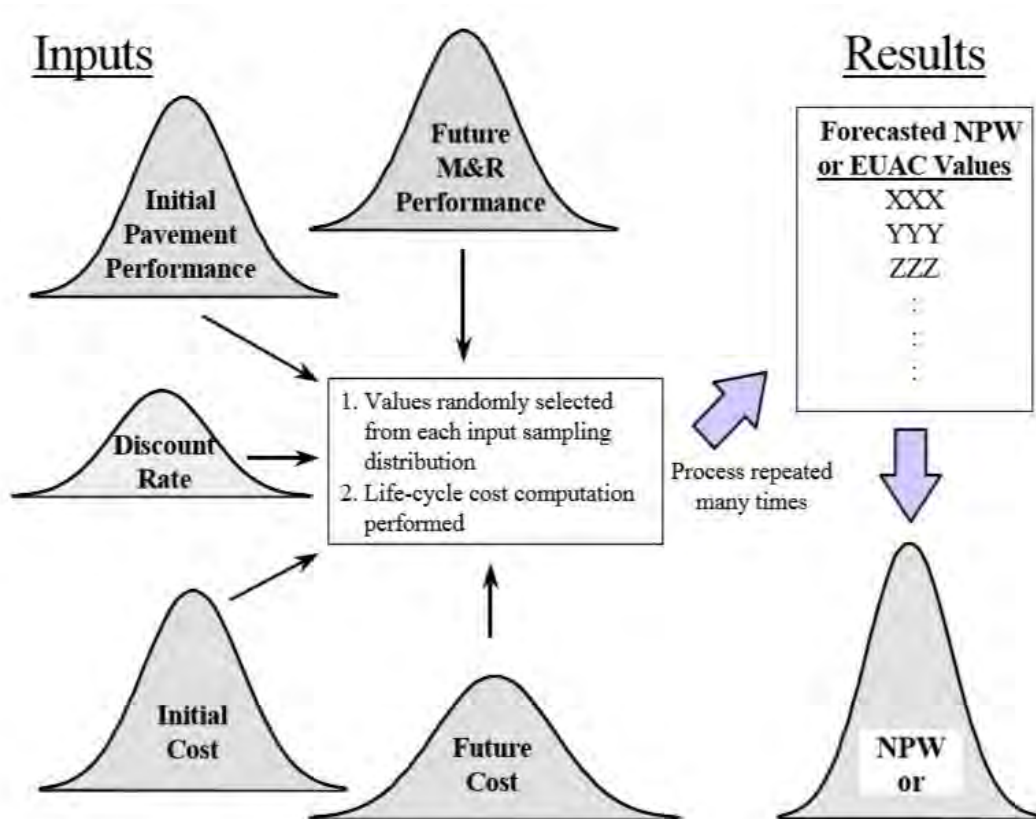 Inputs
Initial
Pavement
Performance
Future
M&R
Performance
Discount
Rate
Initial
Cost
Future
Cost
1. Values randomly selected
from each input sampling
distribution
2. Life-cycle cost computation
performed
Process repeated
many times
Results
Forecasted NPW
or EUAC Values
XXX
YYY
ZZZ
:
:
:
:
NPW
or